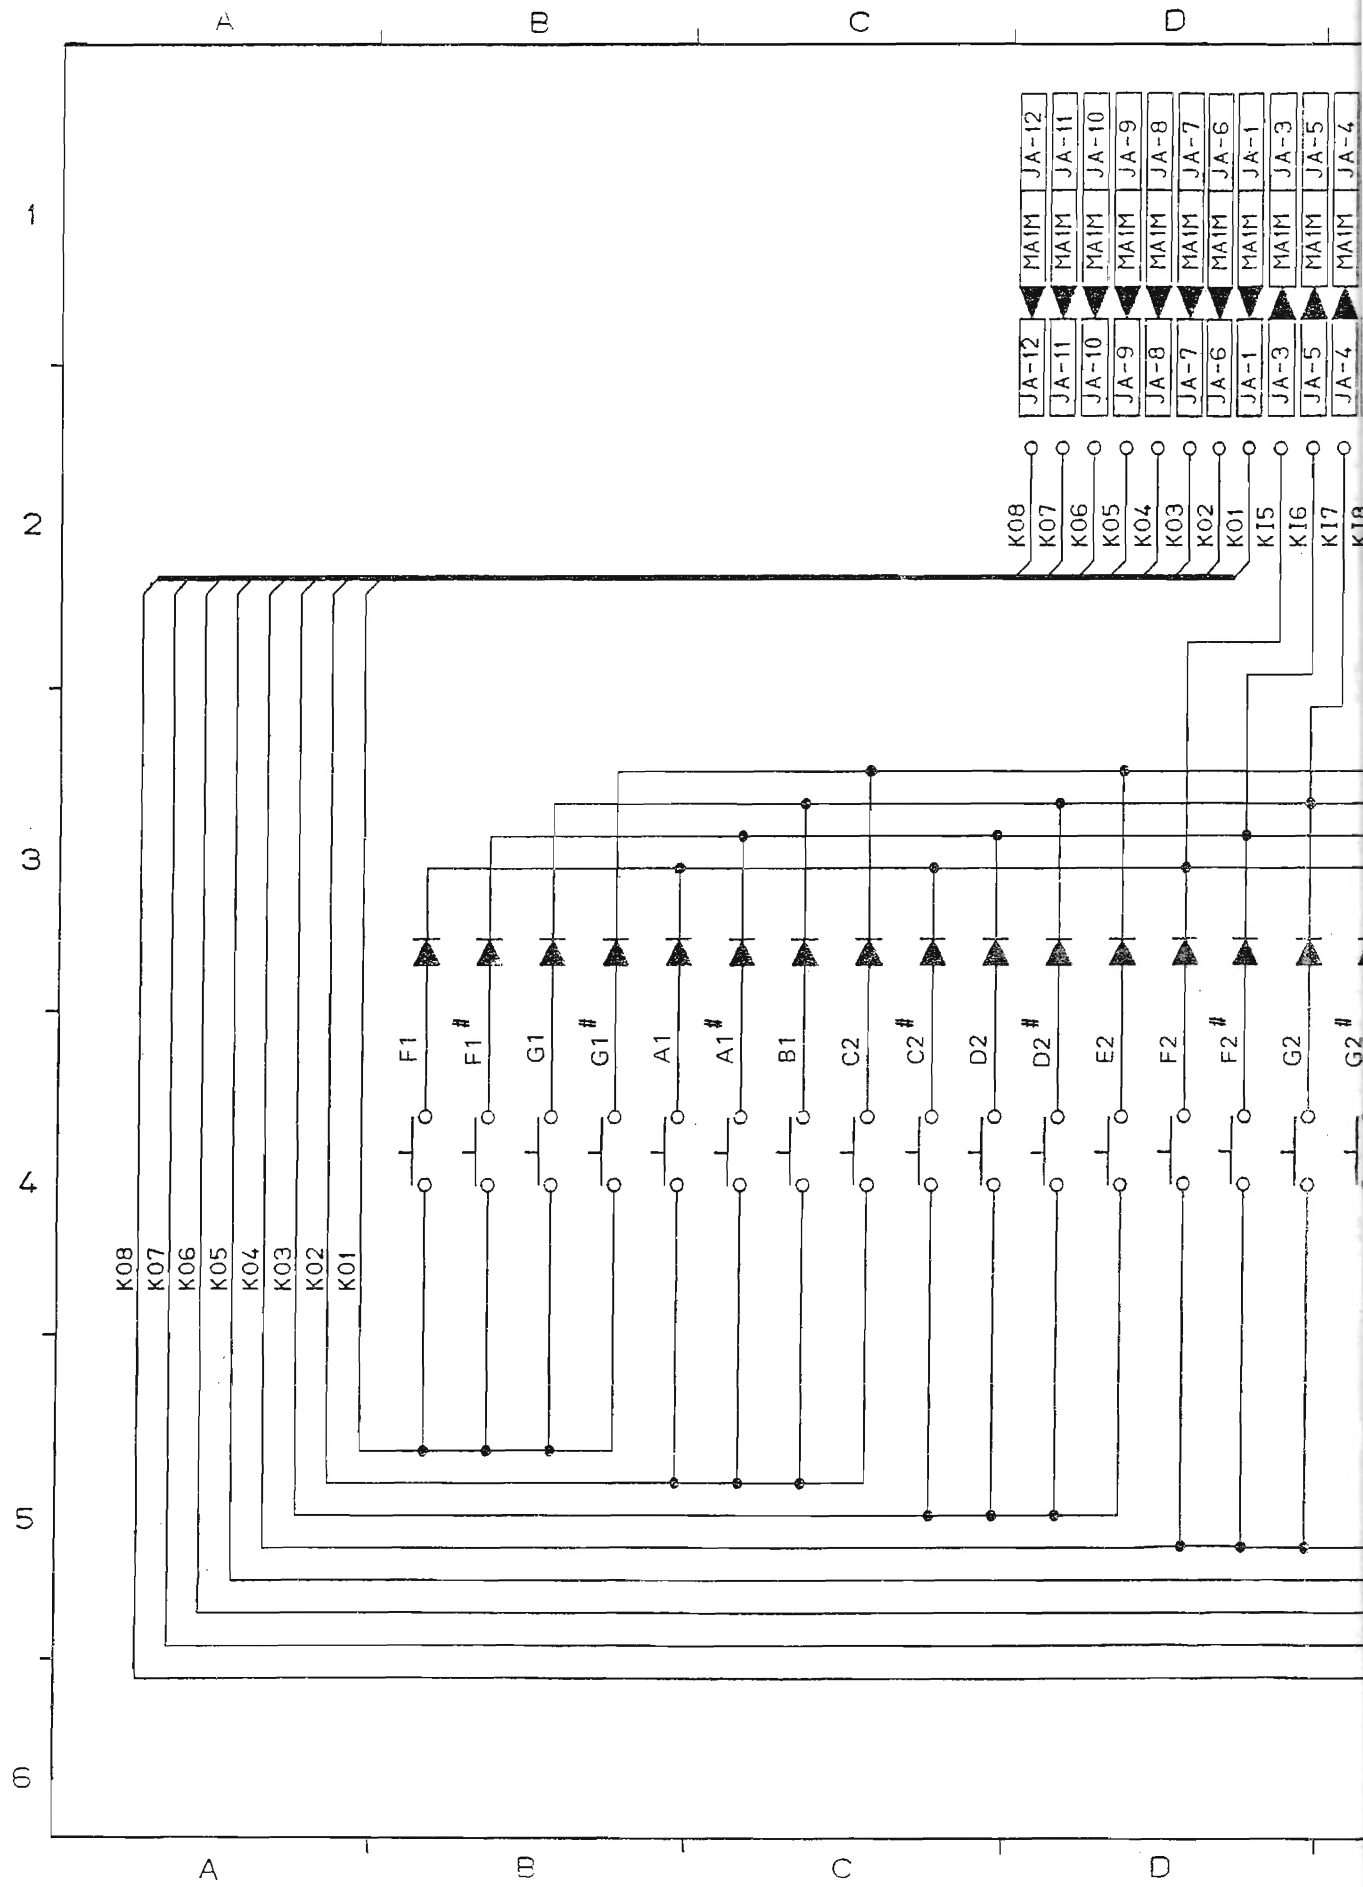 A B C D
JA-12 JA-11 JA-10 JA-9 JA-8 JA-7 JA-6 JA-1 JA-3 JA-5 JA-4
1
MA1M MA1M MA1M MA1M MA1M MA1M MA1M MA1M MA1M MA1M MA1M
JA-12 JA-11 JA-10 JA-9 JA-8 JA-7 JA-6 JA-1 JA-3 JA-5 JA-4
2
K08 K07 K06 K05 K04 K03 K02 K01 KI5 KI6 KI7 KI8
3
F1 F1# G1 G1# A1 A1# B1 C2 C2# D2 D2# E2 F2 F2# G2 G2#
4
K08 K07 K06 K05 K04 K03 K02 K01
5
6
A B C D